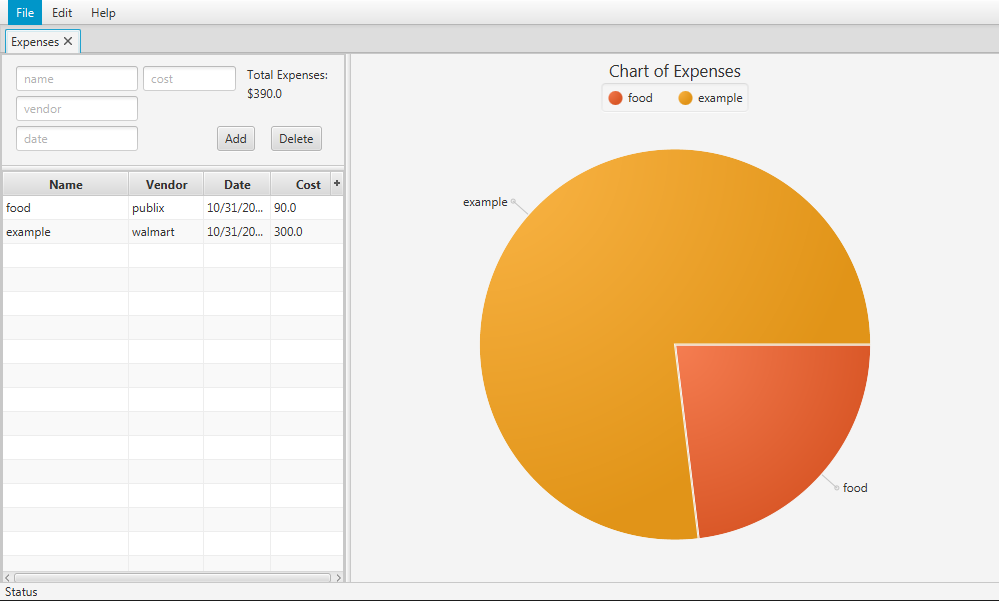 File Edit Help
Expenses
name cost Total Expenses:
$390.0
vendor
date Add Delete
Name Vendor Date Cost +
food publix 10/31/20... 90.0
example walmart 10/31/20... 300.0
Chart of Expenses
food example
example
food
Status